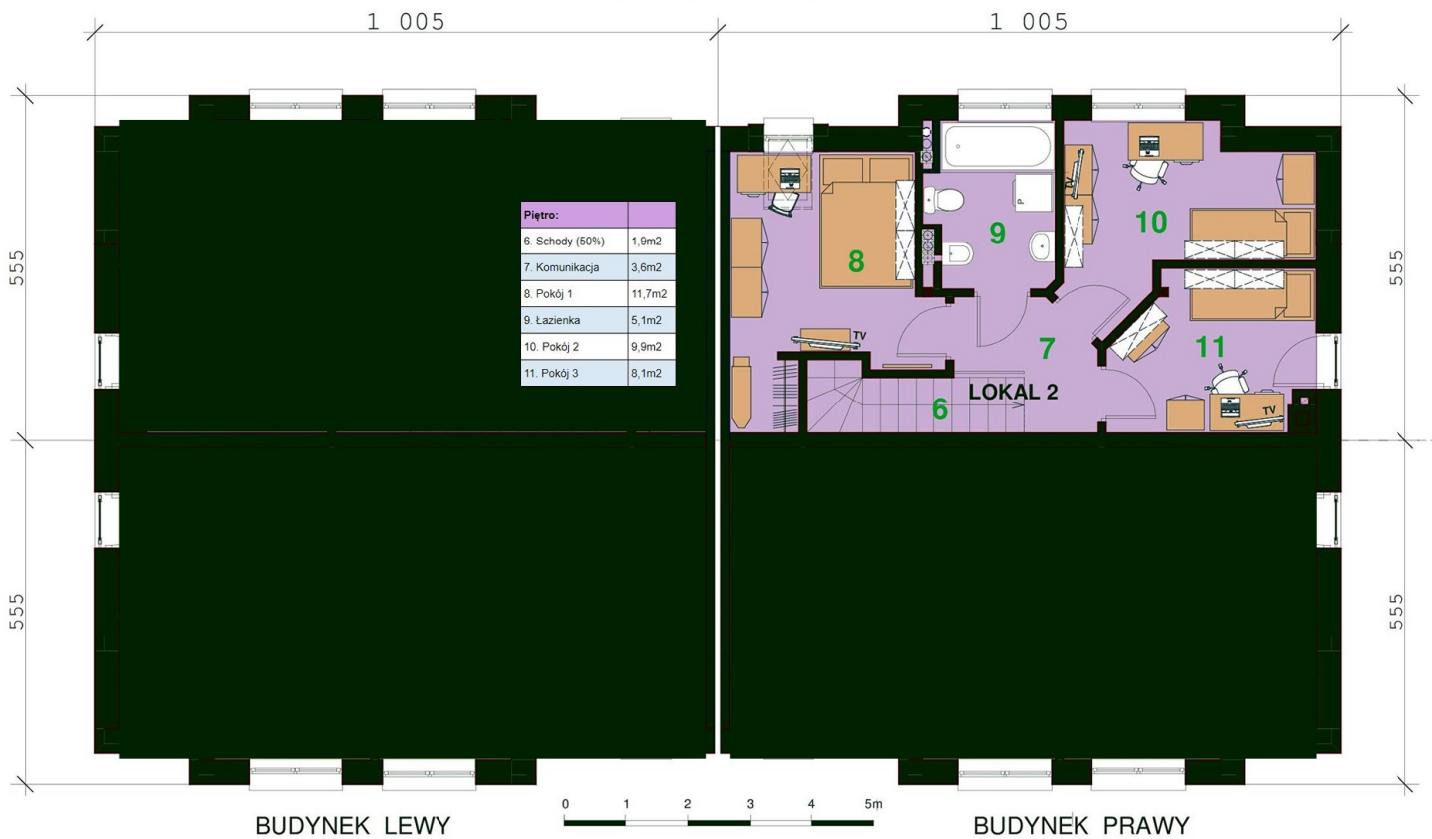 1 005
1 005
555
555
555
555
Piętro:
6. Schody (50%) 1,9m2
7. Komunikacja 3,6m2
8. Pokój 1 11,7m2
9. Łazienka 5,1m2
10. Pokój 2 9,9m2
11. Pokój 3 8,1m2
TV
P
10
9
8
TV
7
11
LOKAL 2
6
TV
0 1 2 3 4 5m
BUDYNEK LEWY
BUDYNEK PRAWY